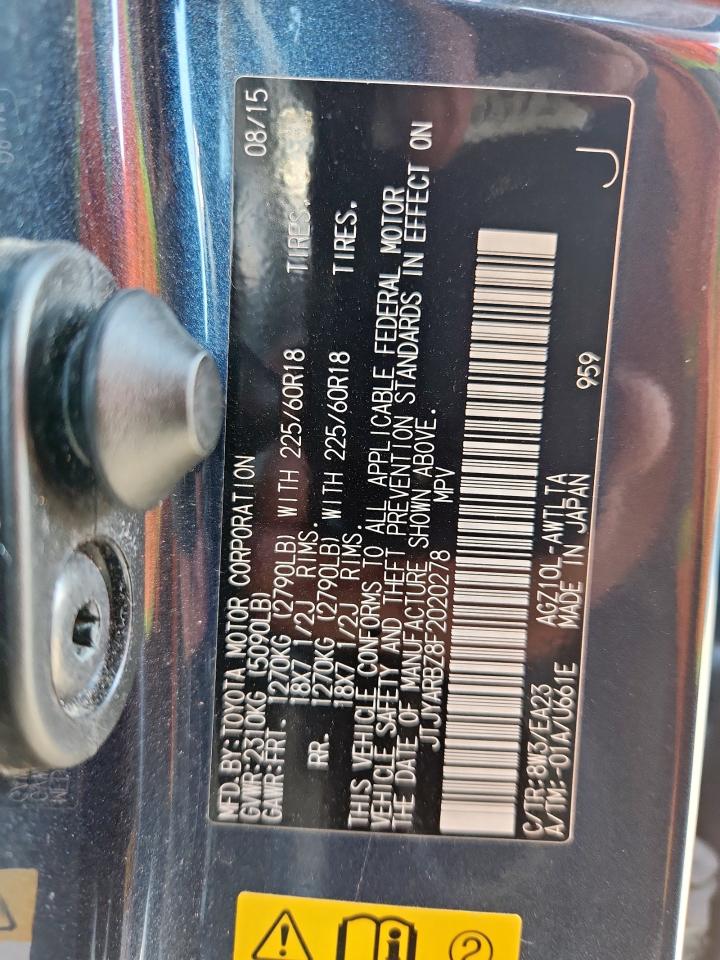 MFD. BY: TOYOTA MOTOR CORPORATION 08/15
GVWR: 2310KG (5090LB)
GAWR: FRT. 1270KG (2790LB) WITH 225/60R18 TIRES.
18X7 1/2J RIMS.
RR. 1270KG (2790LB) WITH 225/60R18 TIRES.
18X7 1/2J RIMS.
THIS VEHICLE CONFORMS TO ALL APPLICABLE FEDERAL MOTOR
VEHICLE SAFETY AND THEFT PREVENTION STANDARDS IN EFFECT ON
THE DATE OF MANUFACTURE SHOWN ABOVE.
JTJYARBZ8F2020278 MPV
C/TR: 8W3/EA23 AGZ10L-AWTLTA
A/TM: -01A/U661E MADE IN JAPAN 959 J